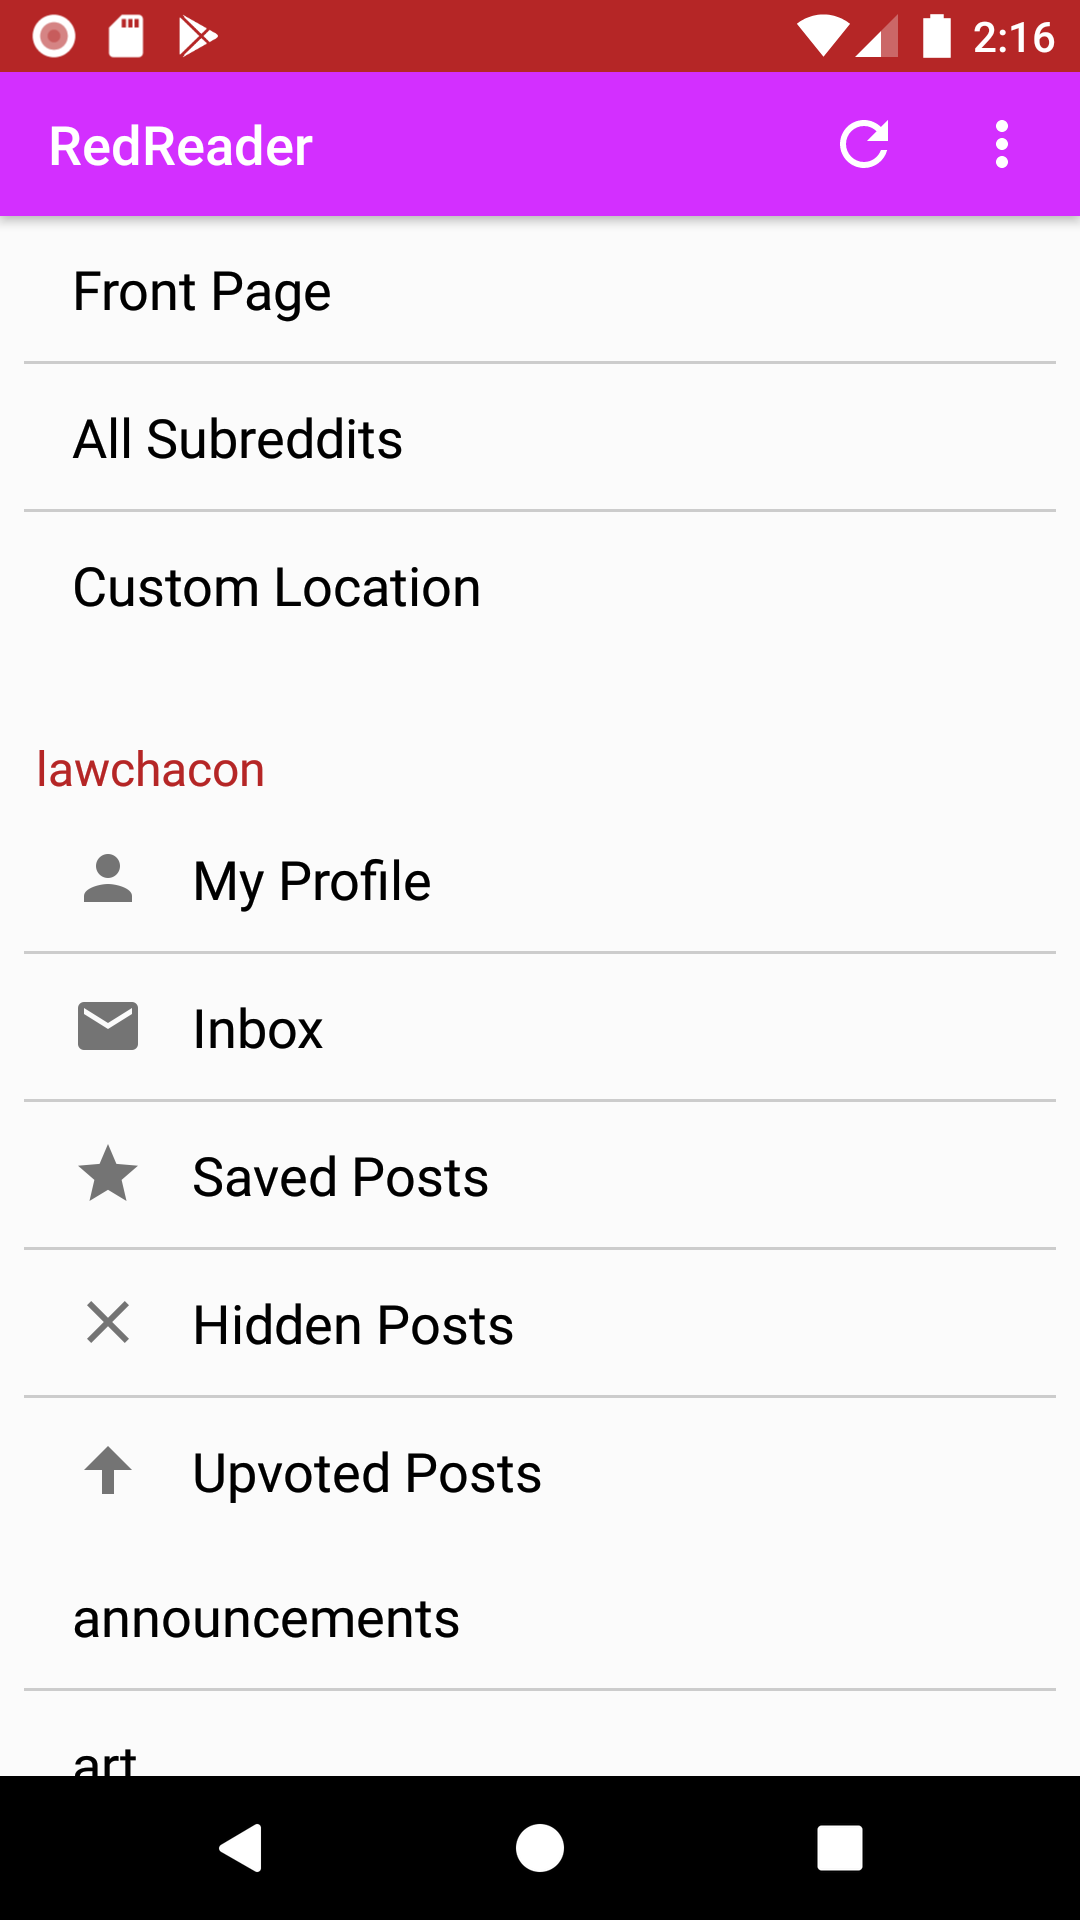 2:16
RedReader
Front Page
All Subreddits
Custom Location
lawchacon
My Profile
Inbox
Saved Posts
Hidden Posts
Upvoted Posts
announcements
art